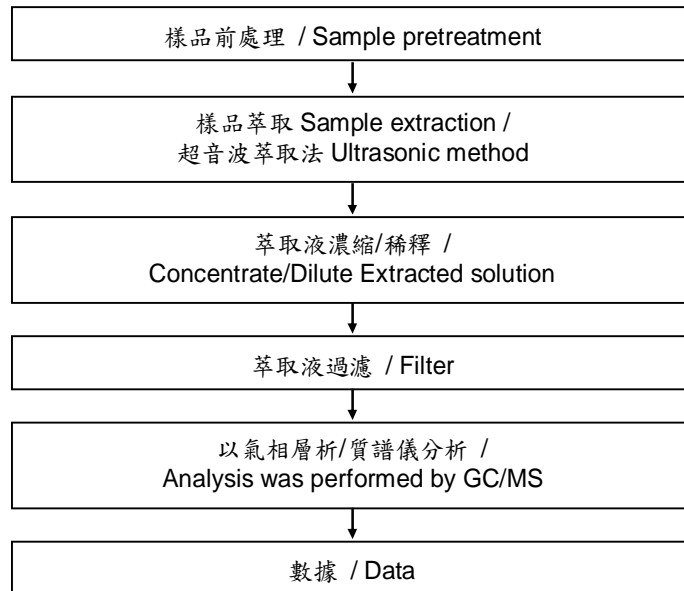 樣品前處理 / Sample pretreatment
樣品萃取 Sample extraction /
超音波萃取法 Ultrasonic method
萃取液濃縮/稀釋 /
Concentrate/Dilute Extracted solution
萃取液過濾 / Filter
以氣相層析/質譜儀分析 /
Analysis was performed by GC/MS
數據 / Data